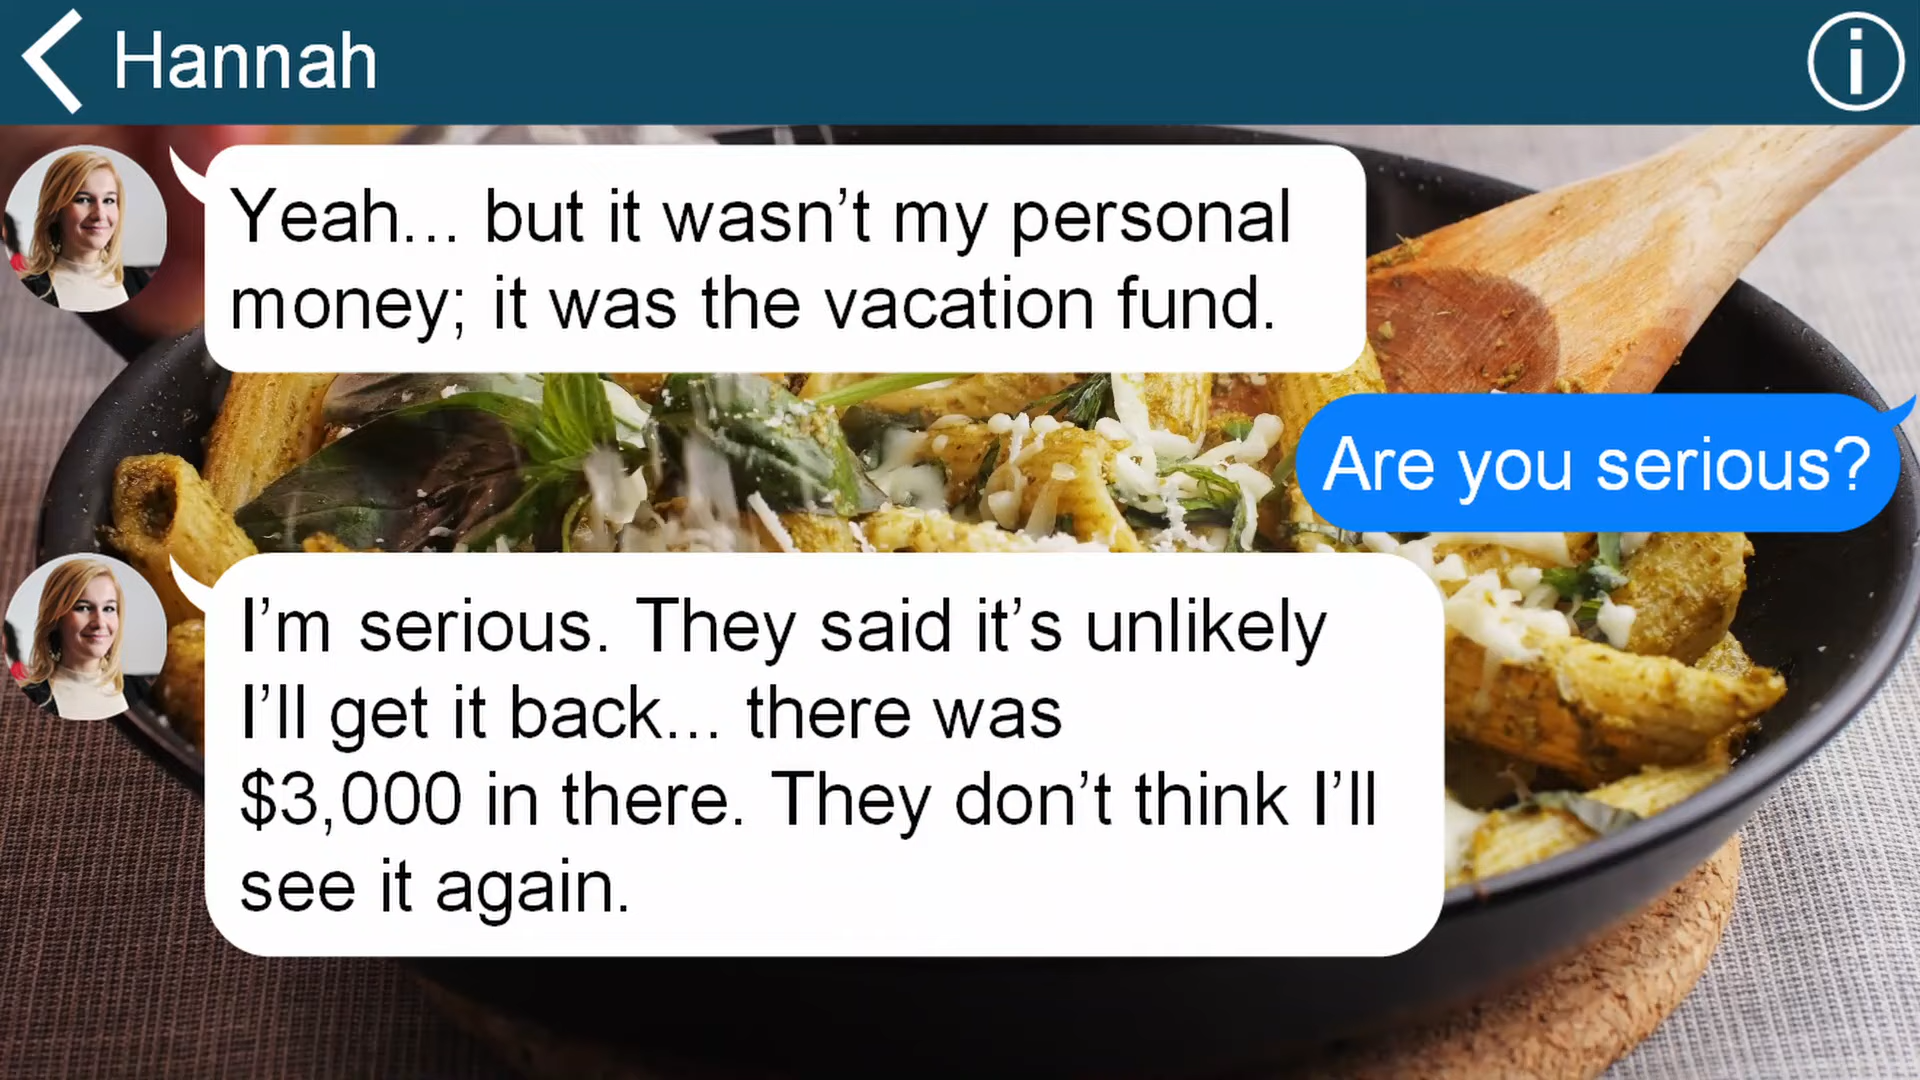 Hannah
Yeah... but it wasn’t my personal
money; it was the vacation fund.
Are you serious?
I’m serious. They said it’s unlikely
I’ll get it back... there was
$3,000 in there. They don’t think I’ll
see it again.